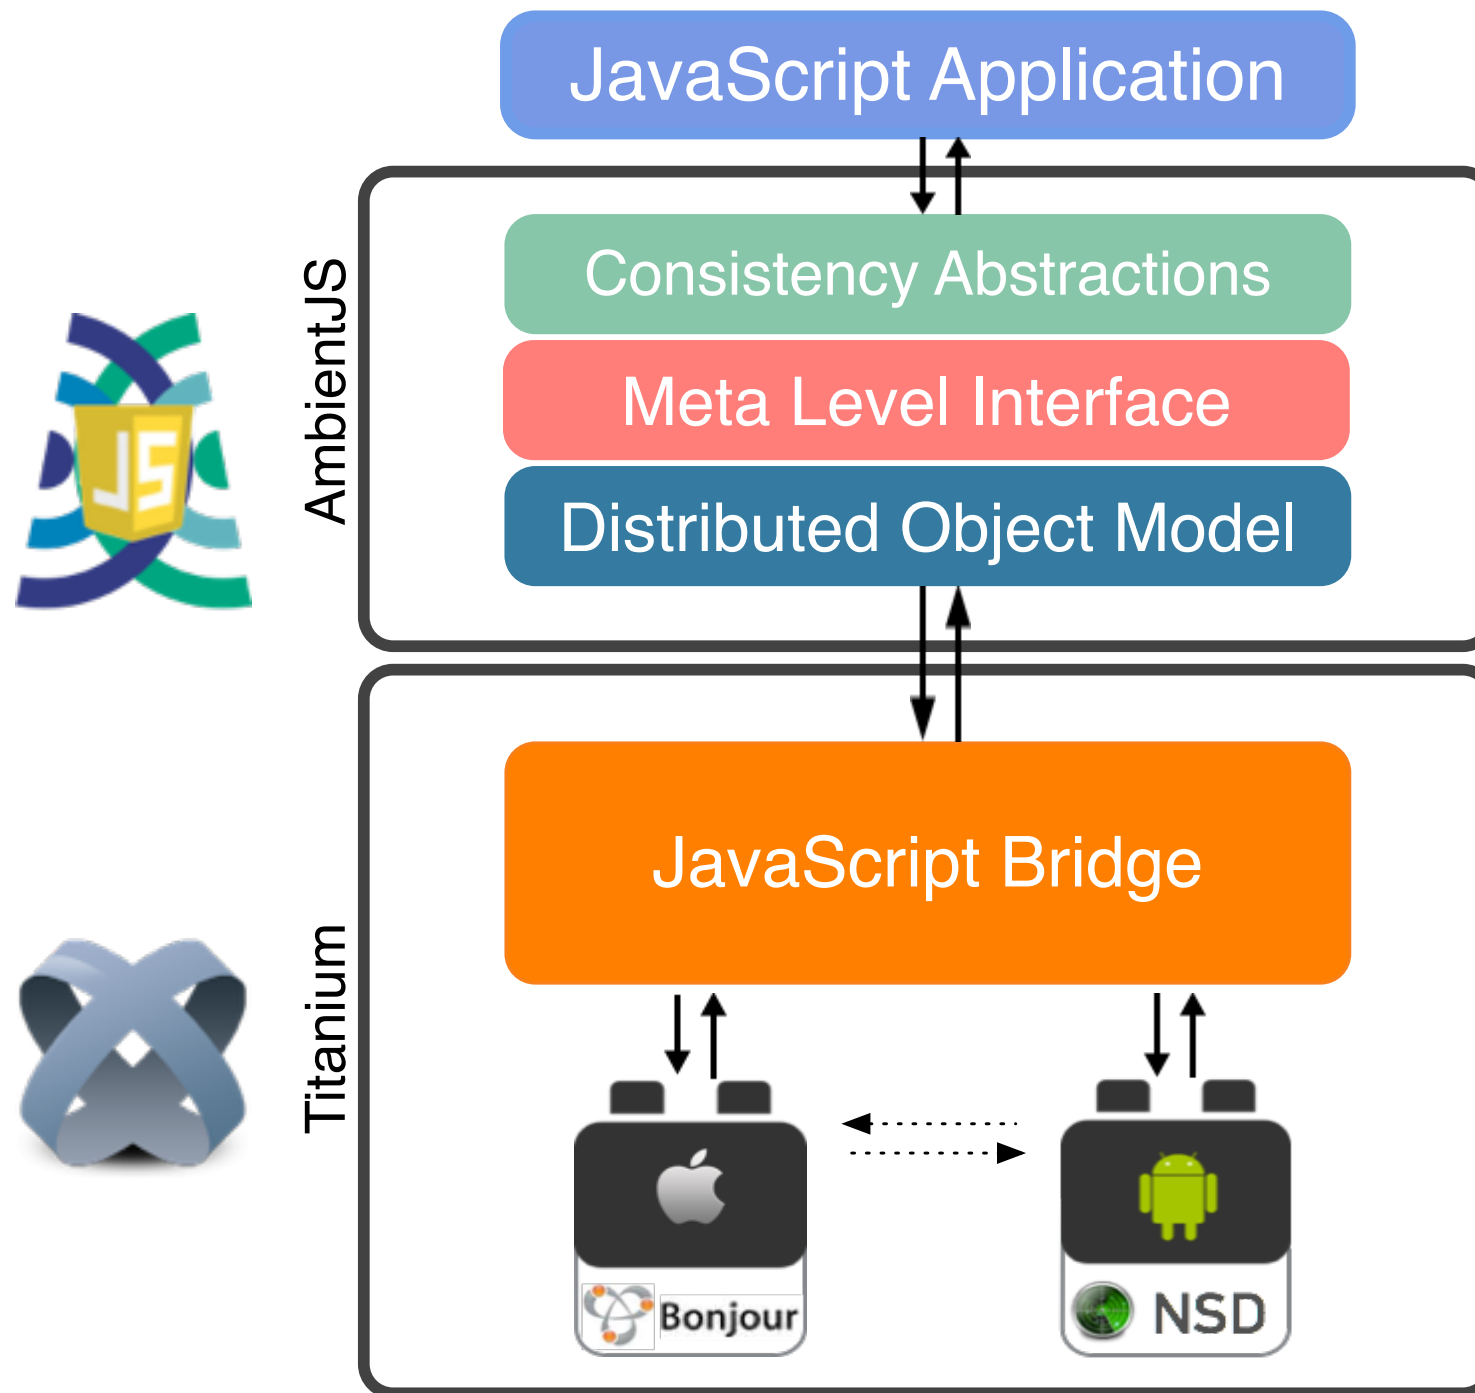 JavaScript Application
AmbientJS
Consistency Abstractions
Meta Level Interface
JS
Distributed Object Model
Titanium
JavaScript Bridge
Bonjour
NSD